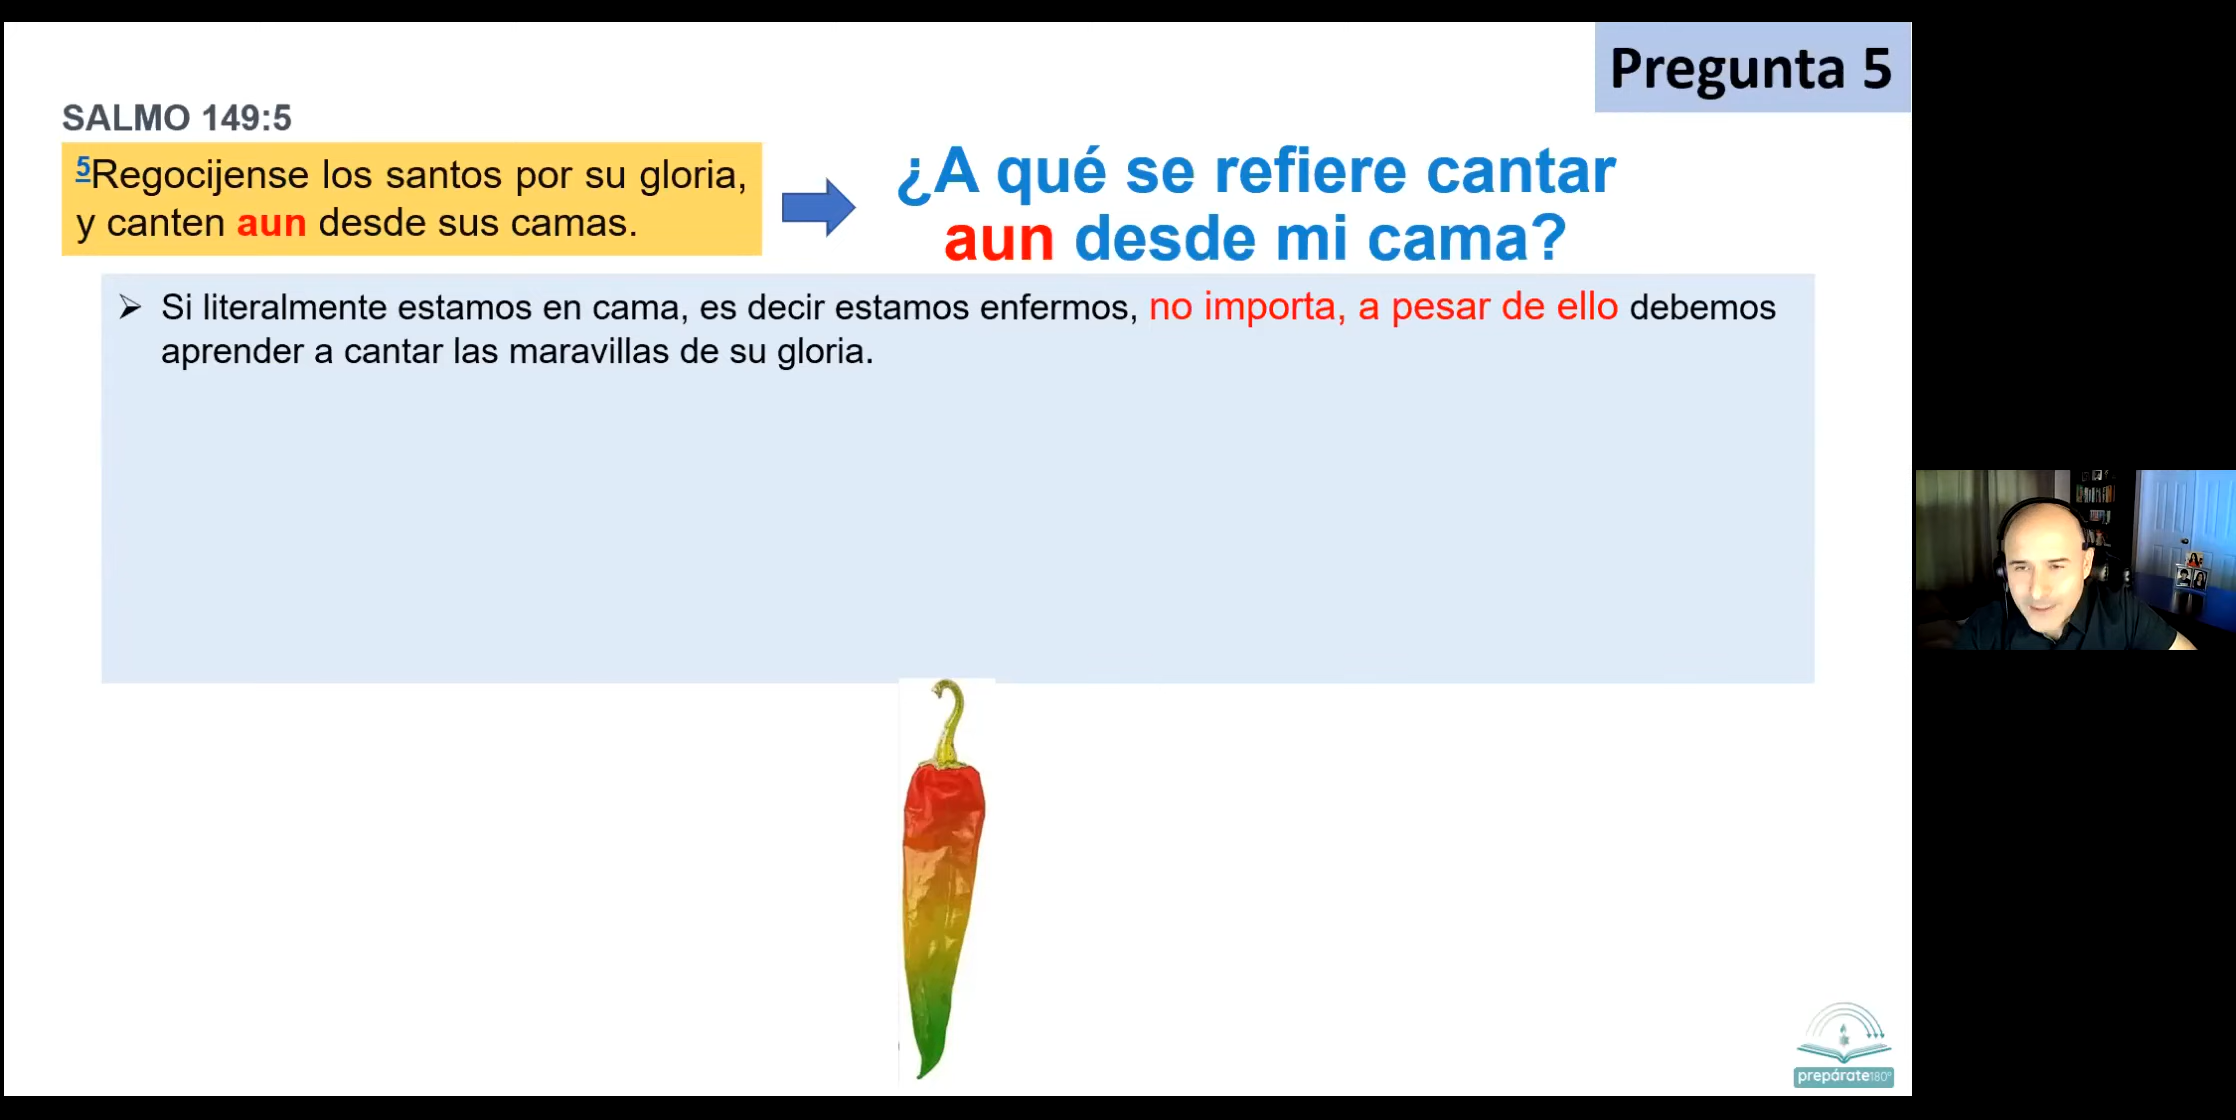 Pregunta 5
SALMO 149:5
5Regocijense los santos por su gloria,
y canten aun desde sus camas.
¿A qué se refiere cantar
aun desde mi cama?
➢ Si literalmente estamos en cama, es decir estamos enfermos, no importa, a pesar de ello debemos
aprender a cantar las maravillas de su gloria.
prepárate180°